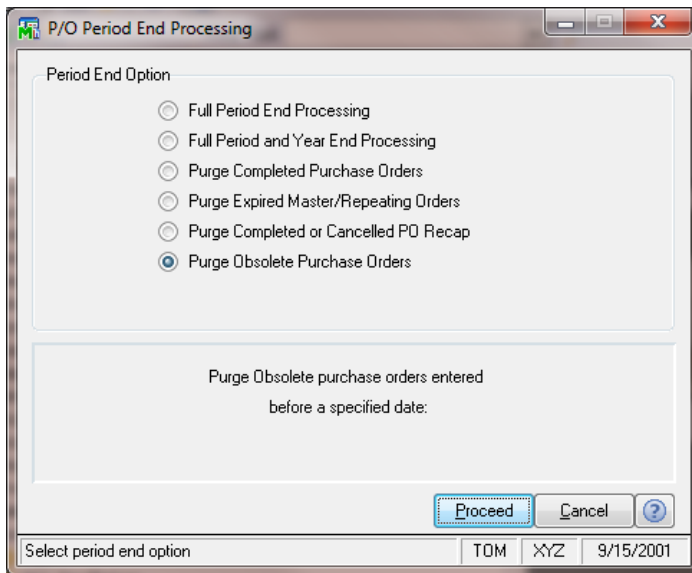 P/O Period End Processing
Period End Option
Full Period End Processing
Full Period and Year End Processing
Purge Completed Purchase Orders
Purge Expired Master/Repeating Orders
Purge Completed or Cancelled PO Recap
Purge Obsolete Purchase Orders
Purge Obsolete purchase orders entered
before a specified date:
Proceed Cancel ?
Select period end option TOM XYZ 9/15/2001